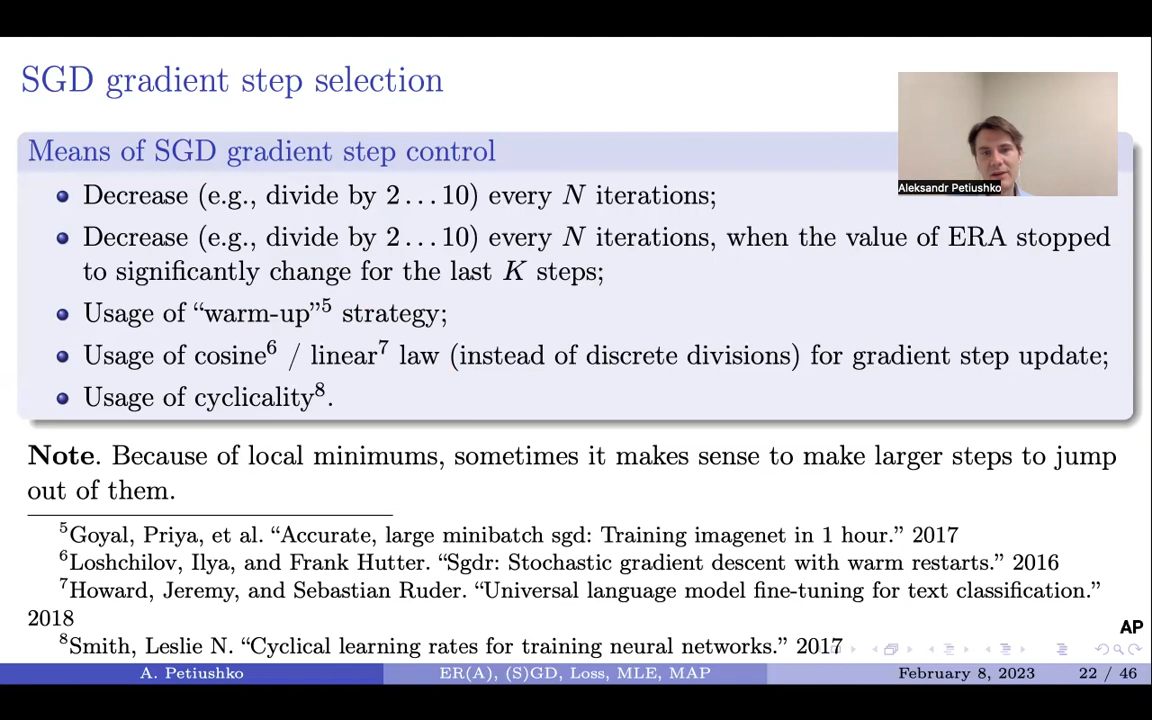 SGD gradient step selection
Aleksandr Petiushko
Means of SGD gradient step control
Decrease (e.g., divide by 2 . . . 10) every N iterations;
Decrease (e.g., divide by 2 . . . 10) every N iterations, when the value of ERA stopped
to significantly change for the last K steps;
Usage of “warm-up”⁵ strategy;
Usage of cosine⁶ / linear⁷ law (instead of discrete divisions) for gradient step update;
Usage of cyclicality⁸.
Note. Because of local minimums, sometimes it makes sense to make larger steps to jump
out of them.
⁵Goyal, Priya, et al. “Accurate, large minibatch sgd: Training imagenet in 1 hour.” 2017
⁶Loshchilov, Ilya, and Frank Hutter. “Sgdr: Stochastic gradient descent with warm restarts.” 2016
⁷Howard, Jeremy, and Sebastian Ruder. “Universal language model fine-tuning for text classification.”
2018
⁸Smith, Leslie N. “Cyclical learning rates for training neural networks.” 2017
AP
A. Petiushko ER(A), (S)GD, Loss, MLE, MAP February 8, 2023 22 / 46